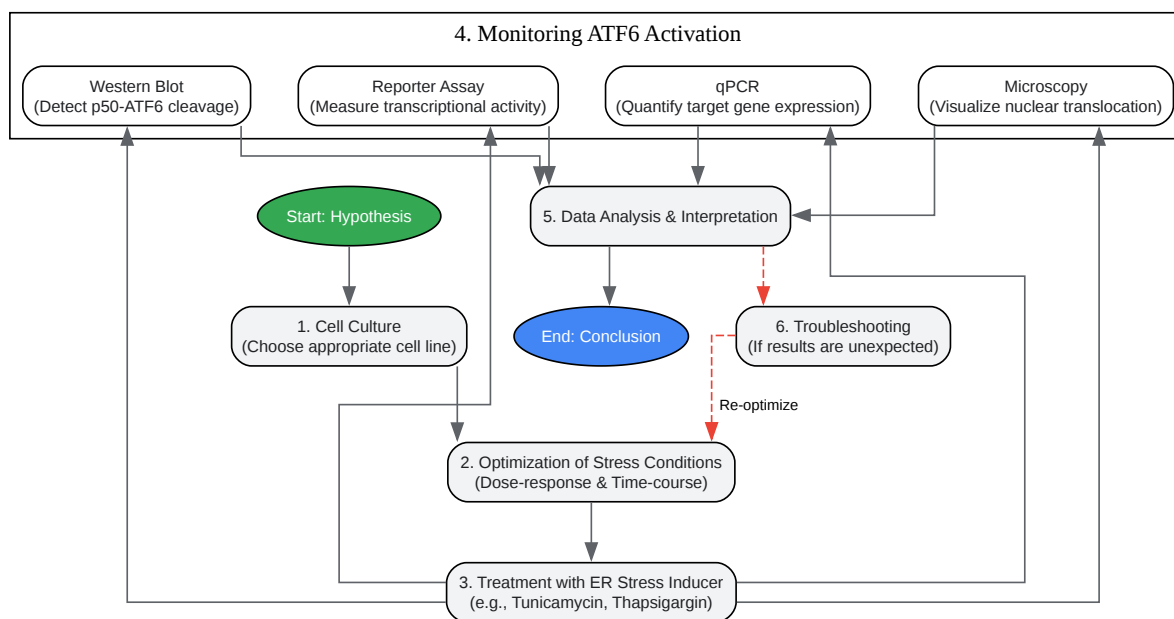 4. Monitoring ATF6 Activation
Western Blot
(Detect p50-ATF6 cleavage)
Reporter Assay
(Measure transcriptional activity)
qPCR
(Quantify target gene expression)
Microscopy
(Visualize nuclear translocation)
Start: Hypothesis
5. Data Analysis & Interpretation
1. Cell Culture
(Choose appropriate cell line)
End: Conclusion
6. Troubleshooting
(If results are unexpected)
Re-optimize
2. Optimization of Stress Conditions
(Dose-response & Time-course)
3. Treatment with ER Stress Inducer
(e.g., Tunicamycin, Thapsigargin)